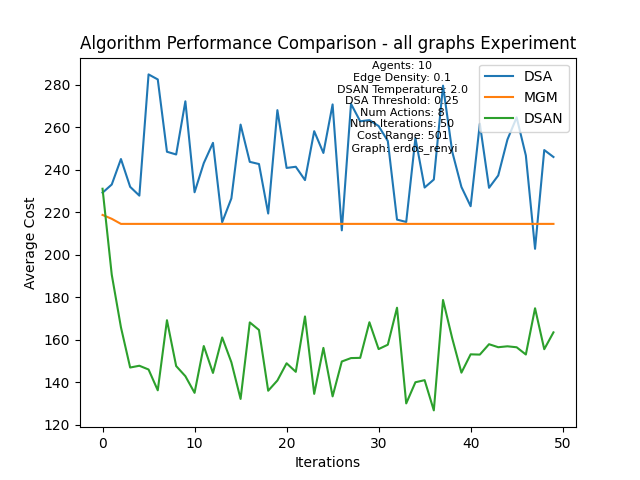 Algorithm Performance Comparison - all graphs Experiment
Agents: 10
Edge Density: 0.1
DSAN Temperature: 2.0
DSA Threshold: 0.25
Num Actions: 8
Num Iterations: 50
Cost Range: 501
Graph: erdos_renyi
DSA
MGM
DSAN
Average Cost
280
260
240
220
200
180
160
140
120
0 10 20 30 40 50
Iterations